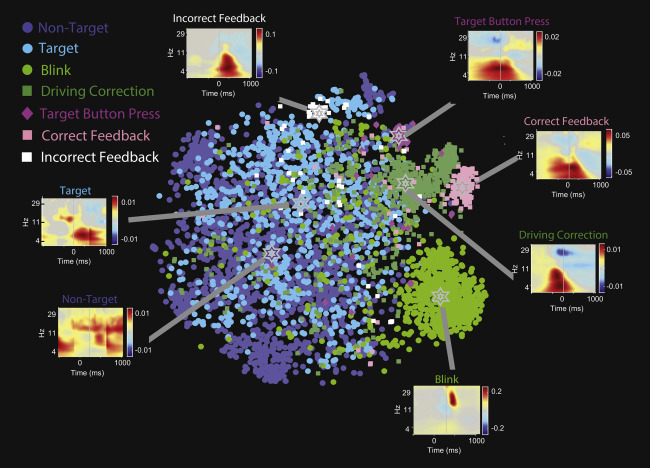 Non-Target
Target
Blink
Driving Correction
Target Button Press
Correct Feedback
Incorrect Feedback
Incorrect Feedback
Hz
29
11
4
0.1
-0.1
0
1000
Time (ms)
Target Button Press
Hz
29
11
4
0.02
-0.02
0
1000
Time (ms)
Correct Feedback
Hz
29
11
4
0.05
-0.05
0
1000
Time (ms)
Target
Hz
29
11
4
0.01
-0.01
0
1000
Time (ms)
Driving Correction
Hz
29
11
4
0.01
-0.01
0
1000
Time (ms)
Non-Target
Hz
29
11
4
0.01
-0.01
0
1000
Time (ms)
Blink
Hz
29
11
4
0.2
-0.2
0
1000
Time (ms)